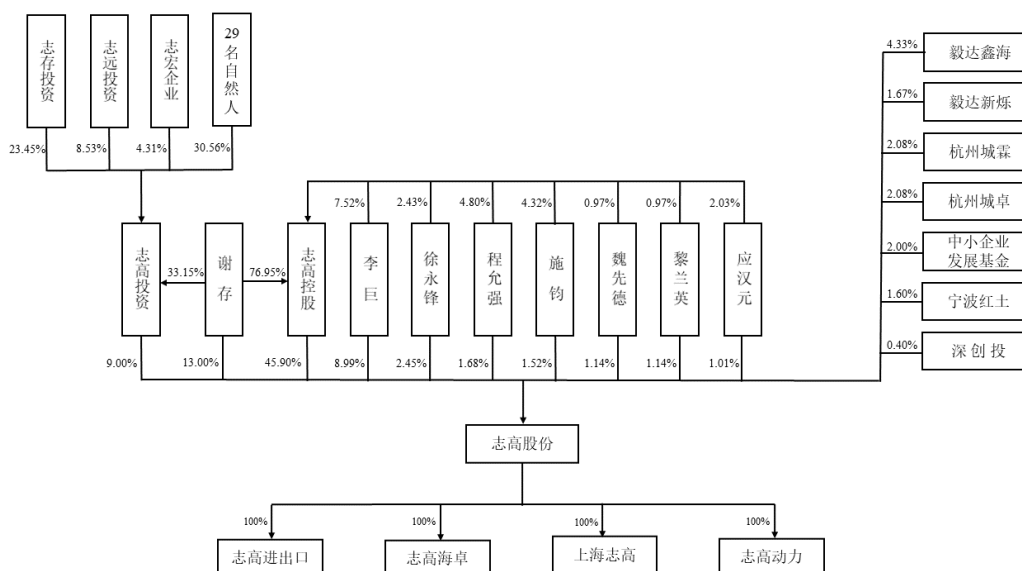 志存投资
志远投资
志宏企业
29名自然人
23.45%
8.53%
4.31%
30.56%
4.33%
毅达鑫海
1.67%
毅达新烁
2.08%
杭州城霖
2.08%
杭州城卓
2.00%
中小企业
发展基金
1.60%
宁波红土
0.40%
深创投
7.52%
2.43%
4.80%
4.32%
0.97%
0.97%
2.03%
志高投资
33.15%
谢存
76.95%
志高控股
李巨
徐永锋
程允强
施钧
魏先德
黎兰英
应汉元
9.00%
13.00%
45.90%
8.99%
2.45%
1.68%
1.52%
1.14%
1.14%
1.01%
志高股份
100%
100%
100%
100%
志高进出口
志高海卓
上海志高
志高动力